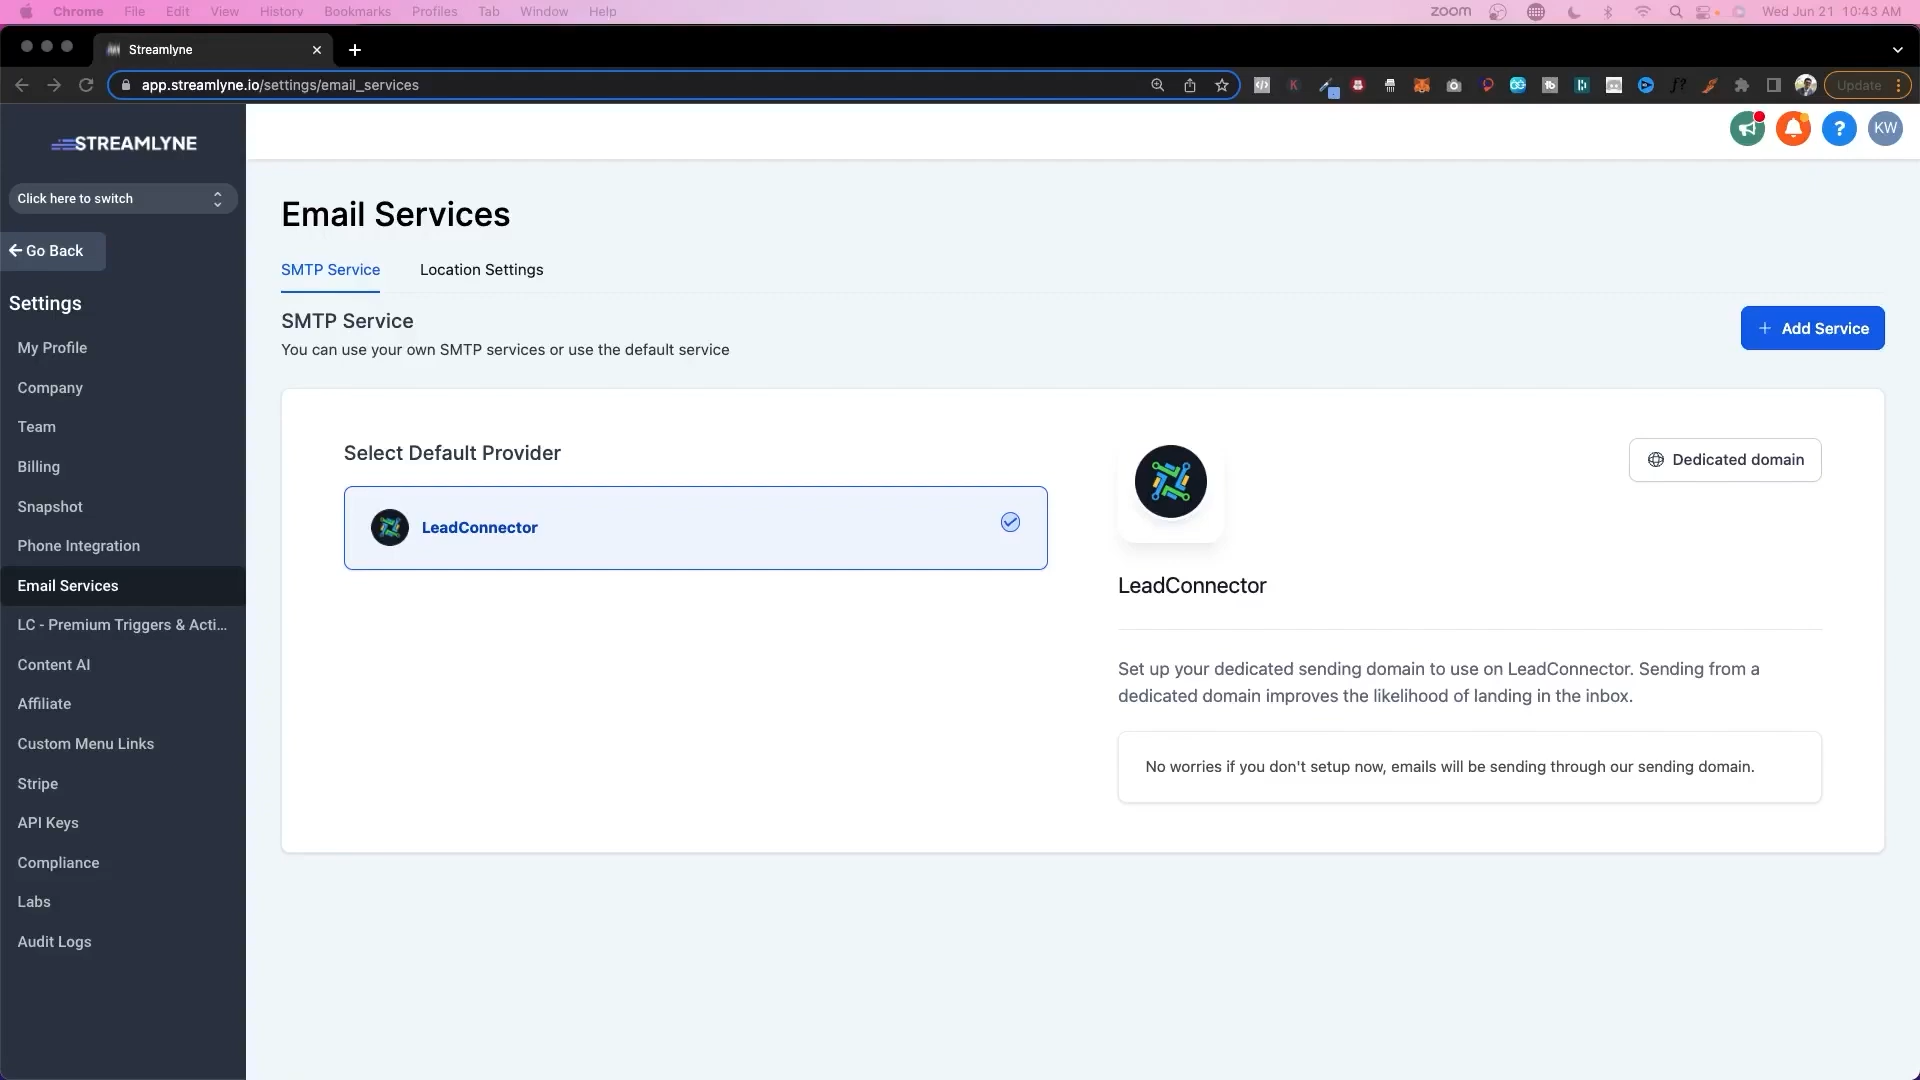 Chrome File Edit View History Bookmarks Profiles Tab Window Help
zoom Wed Jun 21 10:43 AM
Streamlyne
app.streamlyne.io/settings/email_services
Update
STREAMLYNE
KW
Click here to switch
Go Back
Settings
My Profile
Company
Team
Billing
Snapshot
Phone Integration
Email Services
LC - Premium Triggers & Acti...
Content AI
Affiliate
Custom Menu Links
Stripe
API Keys
Compliance
Labs
Audit Logs
Email Services
SMTP Service Location Settings
SMTP Service
You can use your own SMTP services or use the default service
+ Add Service
Select Default Provider
LeadConnector
Dedicated domain
LeadConnector
Set up your dedicated sending domain to use on LeadConnector. Sending from a
dedicated domain improves the likelihood of landing in the inbox.
No worries if you don't setup now, emails will be sending through our sending domain.